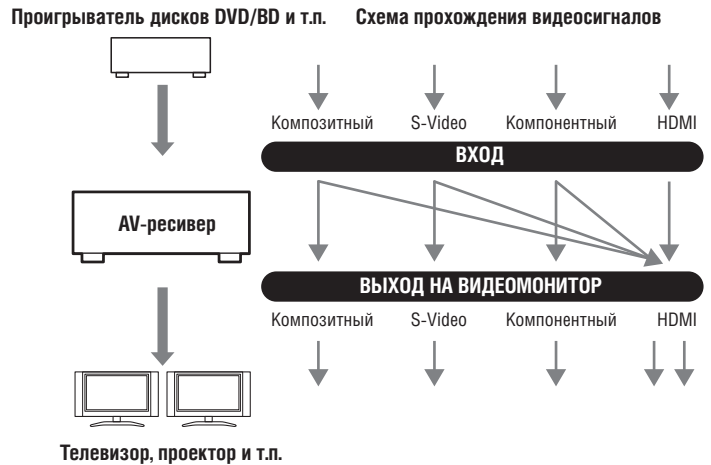 Проигрыватель дисков DVD/BD и т.п.
Схема прохождения видеосигналов
Композитный
S-Video
Компонентный
HDMI
ВХОД
AV-ресивер
ВЫХОД НА ВИДЕОМОНИТОР
Композитный
S-Video
Компонентный
HDMI
Телевизор, проектор и т.п.